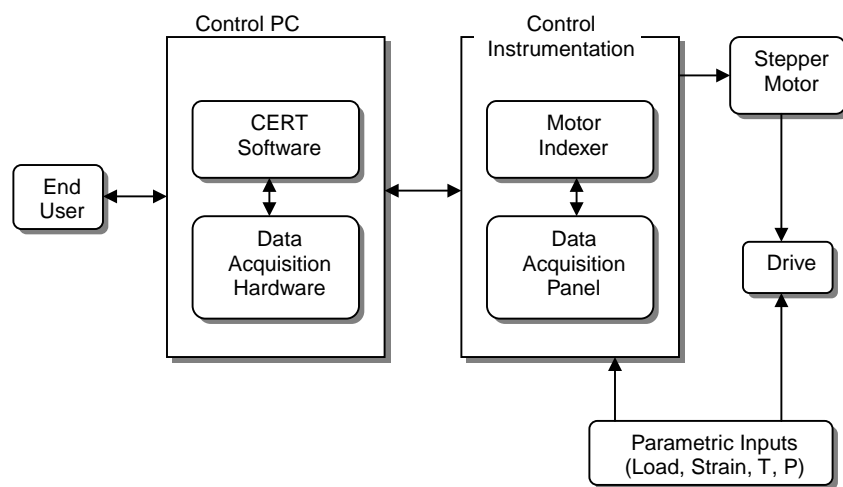 Control PC
Control
Instrumentation
Stepper
Motor
CERT
Software
Motor
Indexer
End
User
Data
Acquisition
Hardware
Data
Acquisition
Panel
Drive
Parametric Inputs
(Load, Strain, T, P)